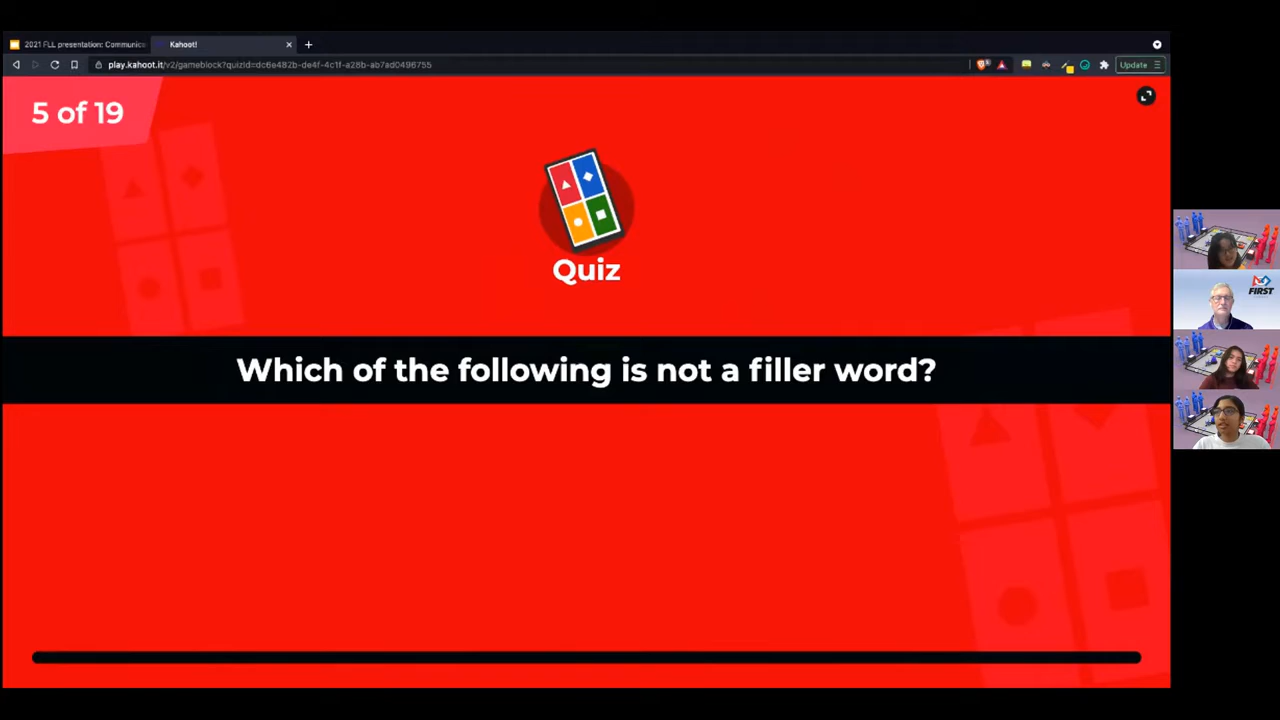 2021 FLL presentation: Communica
Kahoot!
play.kahoot.it/v2/gameblock?quizId=dc6e482b-de4f-4c1f-a28b-ab7ad0496755
Update
5 of 19
Quiz
Which of the following is not a filler word?
FIRST